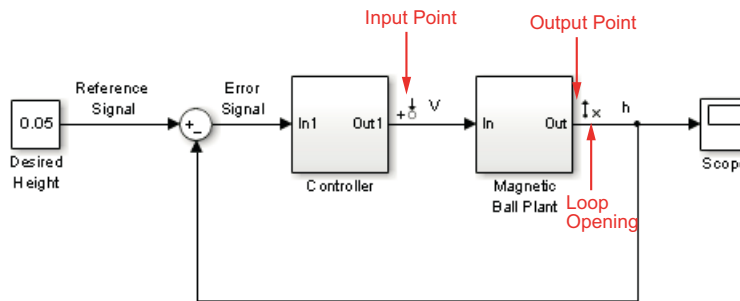 Input Point
Output Point
Reference
Signal
Error
Signal
V
h
0.05
In1
Out1
In
Out
Desired
Height
Controller
Magnetic
Ball Plant
Loop
Opening
Scope